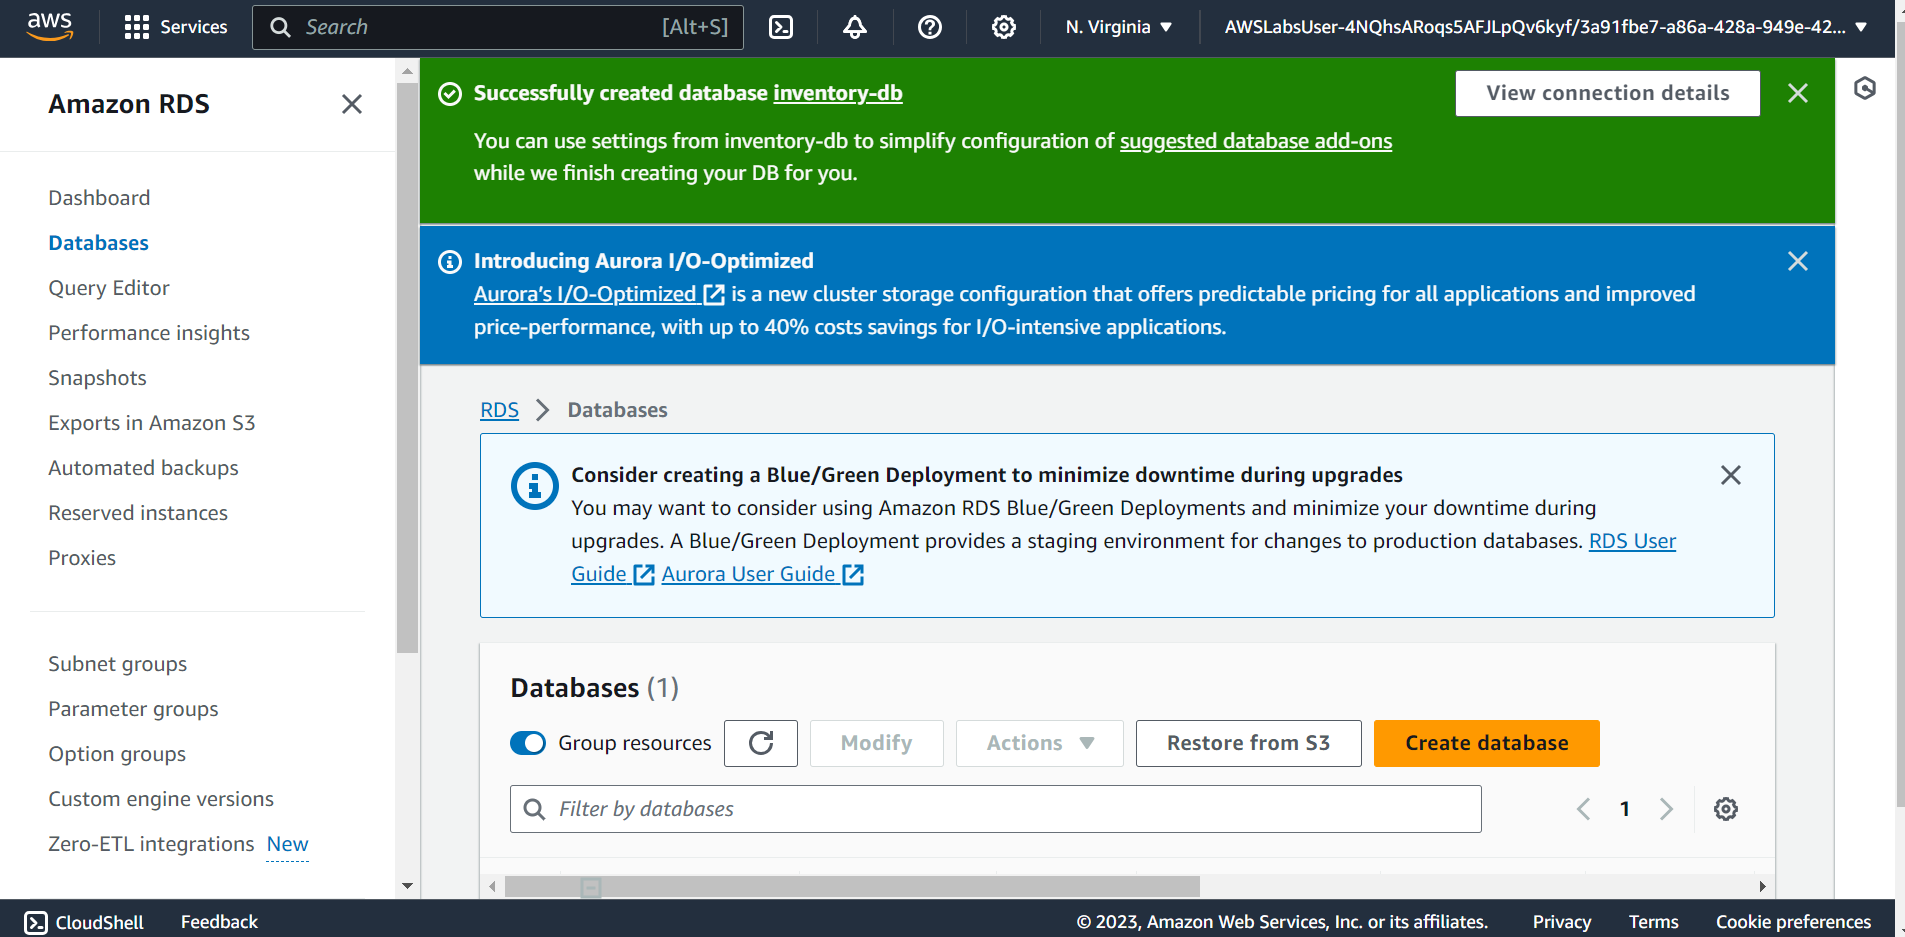 aws
Services
Search
[Alt+S]
N. Virginia
AWSLabsUser-4NQhsARoqs5AFJLpQv6kyf/3a91fbe7-a86a-428a-949e-42...
Amazon RDS
Dashboard
Databases
Query Editor
Performance insights
Snapshots
Exports in Amazon S3
Automated backups
Reserved instances
Proxies
Subnet groups
Parameter groups
Option groups
Custom engine versions
Zero-ETL integrations New
Successfully created database inventory-db
View connection details
You can use settings from inventory-db to simplify configuration of suggested database add-ons
while we finish creating your DB for you.
Introducing Aurora I/O-Optimized
Aurora's I/O-Optimized is a new cluster storage configuration that offers predictable pricing for all applications and improved
price-performance, with up to 40% costs savings for I/O-intensive applications.
RDS Databases
Consider creating a Blue/Green Deployment to minimize downtime during upgrades
You may want to consider using Amazon RDS Blue/Green Deployments and minimize your downtime during
upgrades. A Blue/Green Deployment provides a staging environment for changes to production databases. RDS User
Guide Aurora User Guide
Databases (1)
Group resources
Modify
Actions
Restore from S3
Create database
Filter by databases
1
CloudShell
Feedback
© 2023, Amazon Web Services, Inc. or its affiliates.
Privacy
Terms
Cookie preferences